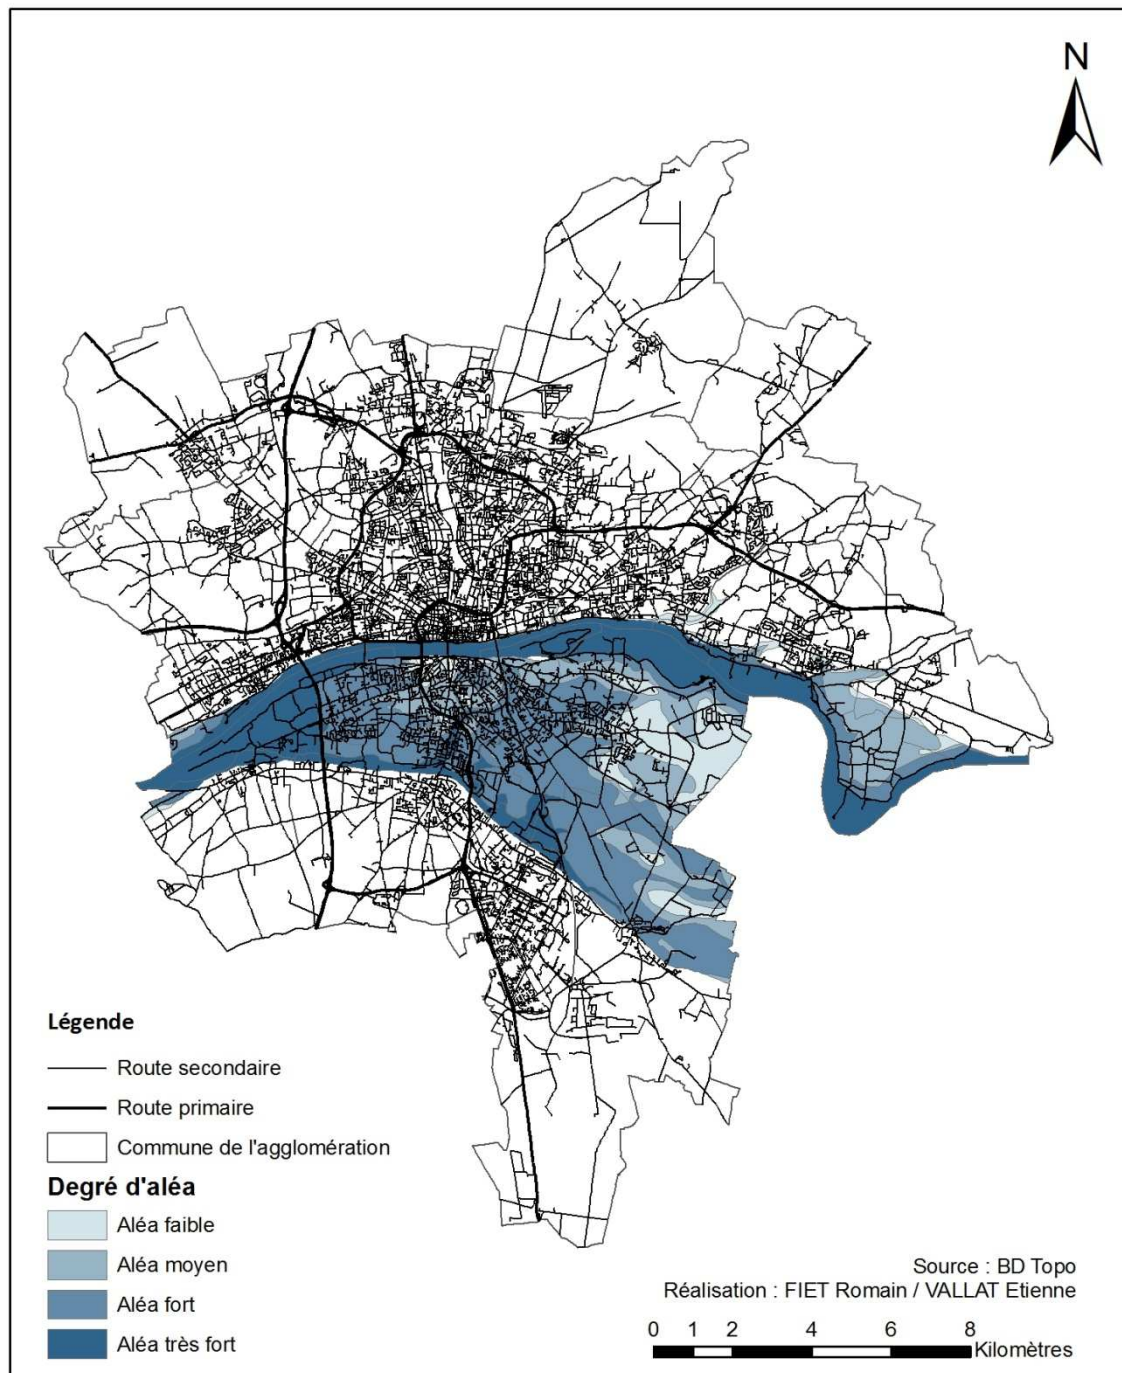 N
Légende
Route secondaire
Route primaire
Commune de l'agglomération
Degré d'aléa
Aléa faible
Aléa moyen
Aléa fort
Aléa très fort
Source : BD Topo
Réalisation : FIET Romain / VALLAT Etienne
0 1 2 4 6 8
Kilomètres